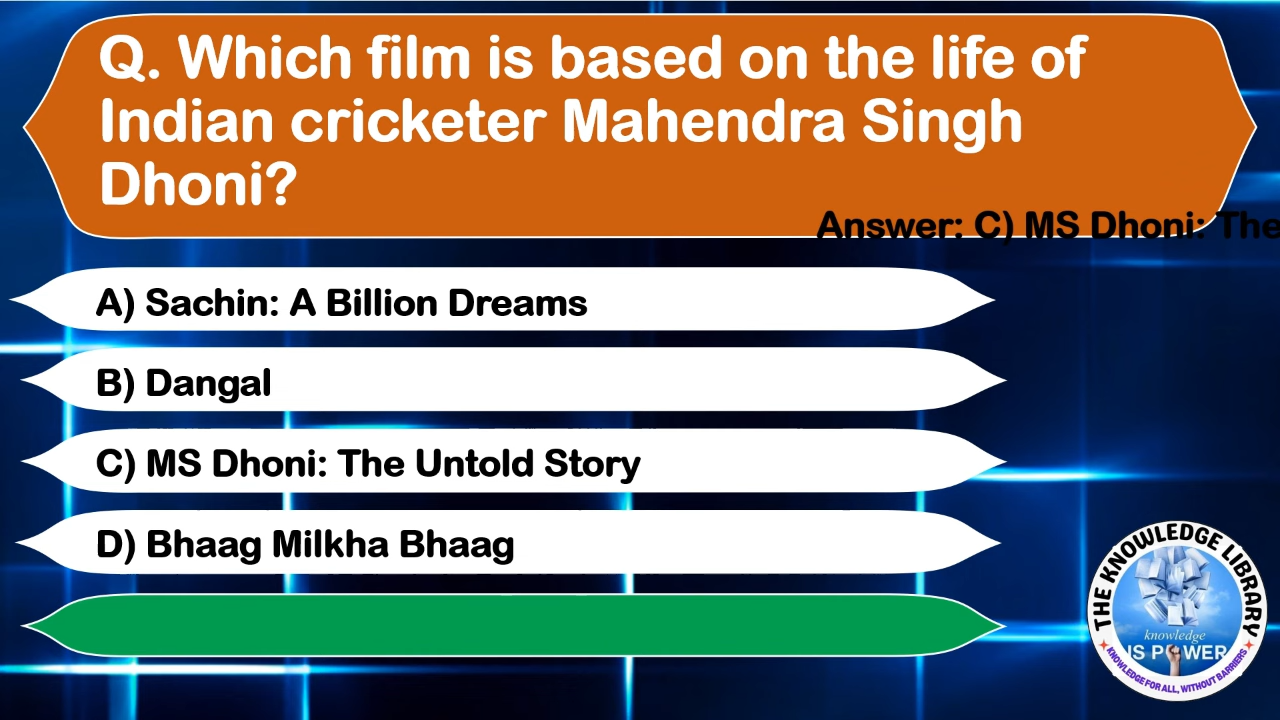 Q. Which film is based on the life of
Indian cricketer Mahendra Singh
Dhoni?
Answer: C) MS Dhoni: The
A) Sachin: A Billion Dreams
B) Dangal
C) MS Dhoni: The Untold Story
D) Bhaag Milkha Bhaag
THE KNOWLEDGE LIBRARY
knowledge
IS POWER
KNOWLEDGE FOR ALL, WITHOUT BARRIERS